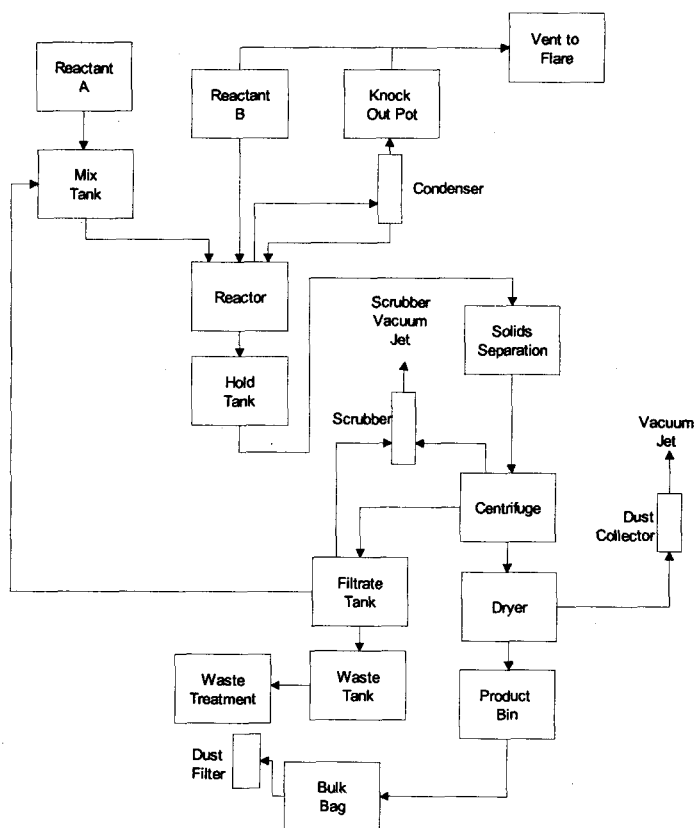 Vent to
Flare
Reactant
A
Reactant
B
Knock
Out Pot
Mix
Tank
Condenser
Reactor
Scrubber
Vacuum
Jet
Solids
Separation
Hold
Tank
Scrubber
Vacuum
Jet
Centrifuge
Dust
Collector
Filtrate
Tank
Dryer
Waste
Treatment
Waste
Tank
Product
Bin
Dust
Filter
Bulk
Bag